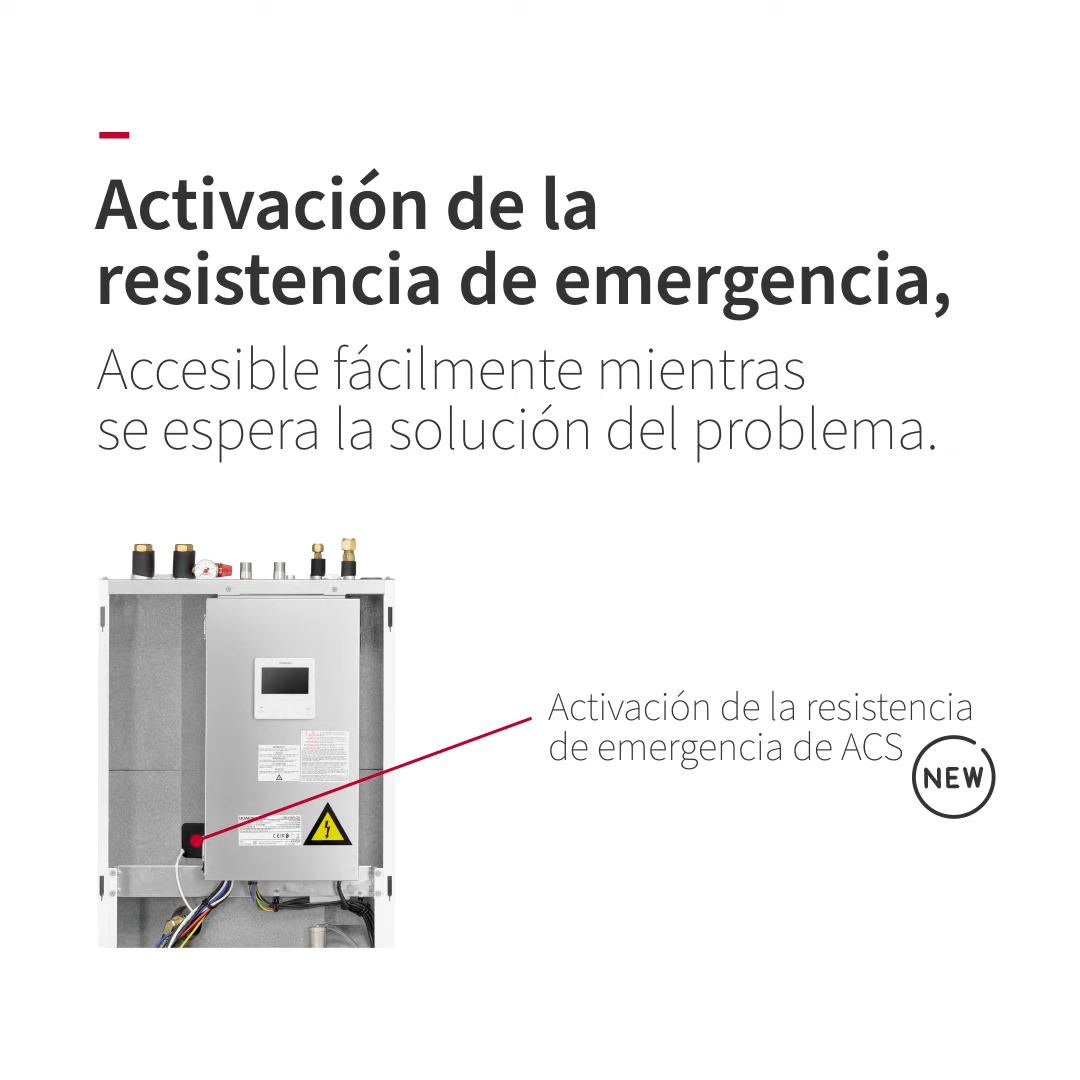 Activación de la
resistencia de emergencia,
Accesible fácilmente mientras
se espera la solución del problema.
Activación de la resistencia
de emergencia de ACS
NEW